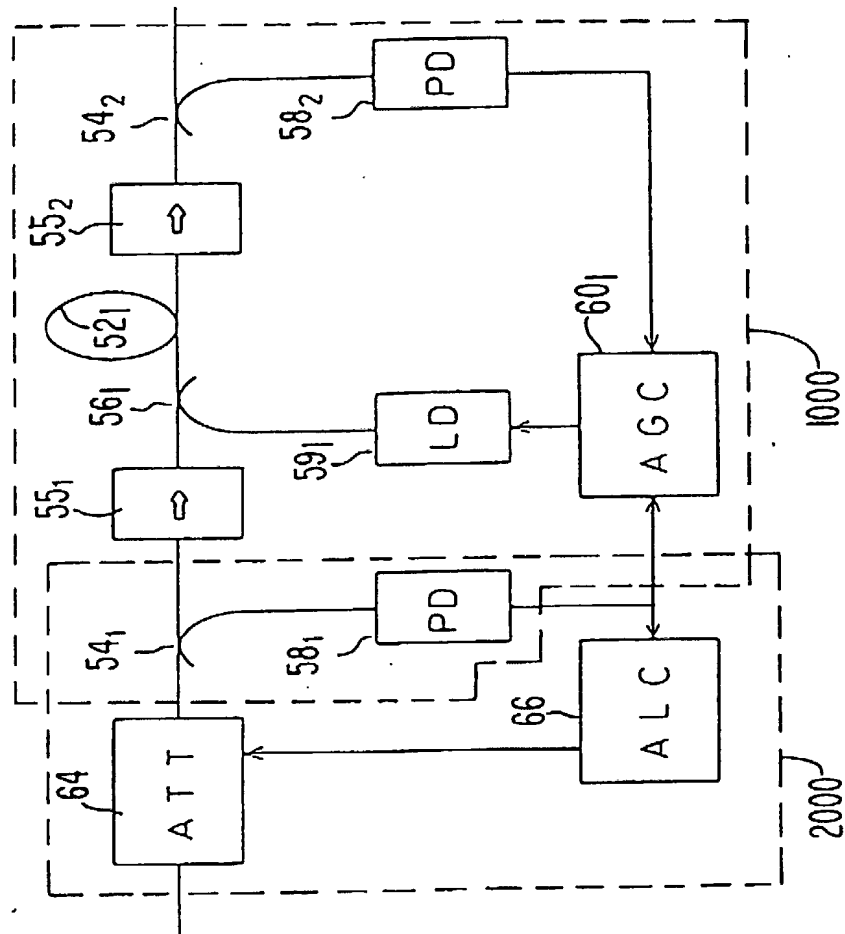 64
ATT
54₁
55₁
56₁
52₁
55₂
54₂
58₁
PD
59₁
LD
58₂
PD
66
ALC
60₁
AGC
2000
1000